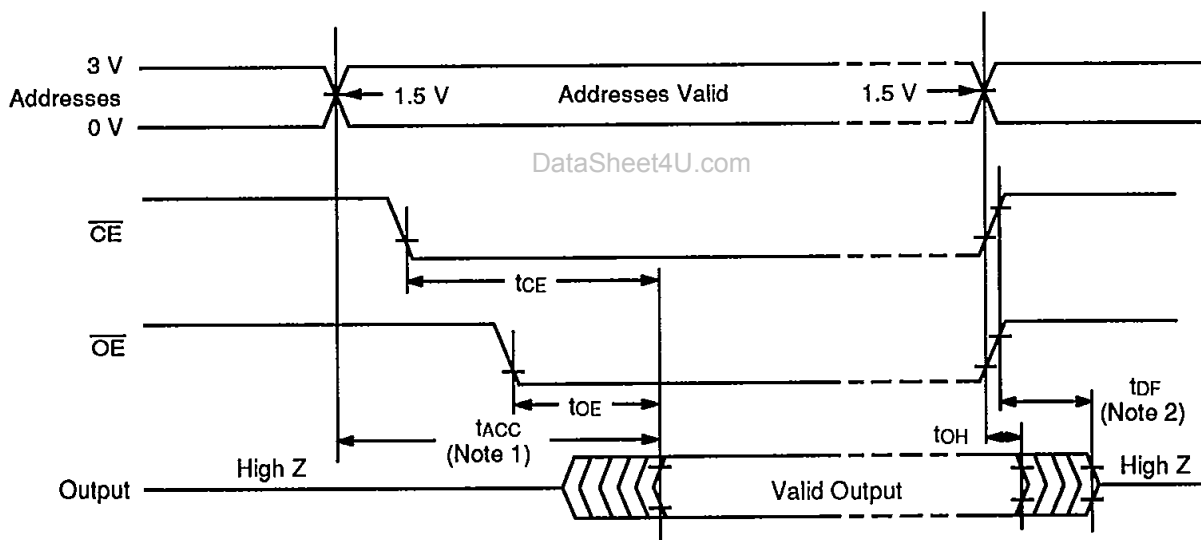 3 V
Addresses
0 V
1.5 V
Addresses Valid
1.5 V
DataSheet4U.com
CE
tCE
OE
tOE
tACC
(Note 1)
tDF
(Note 2)
tOH
High Z
Output
Valid Output
High Z